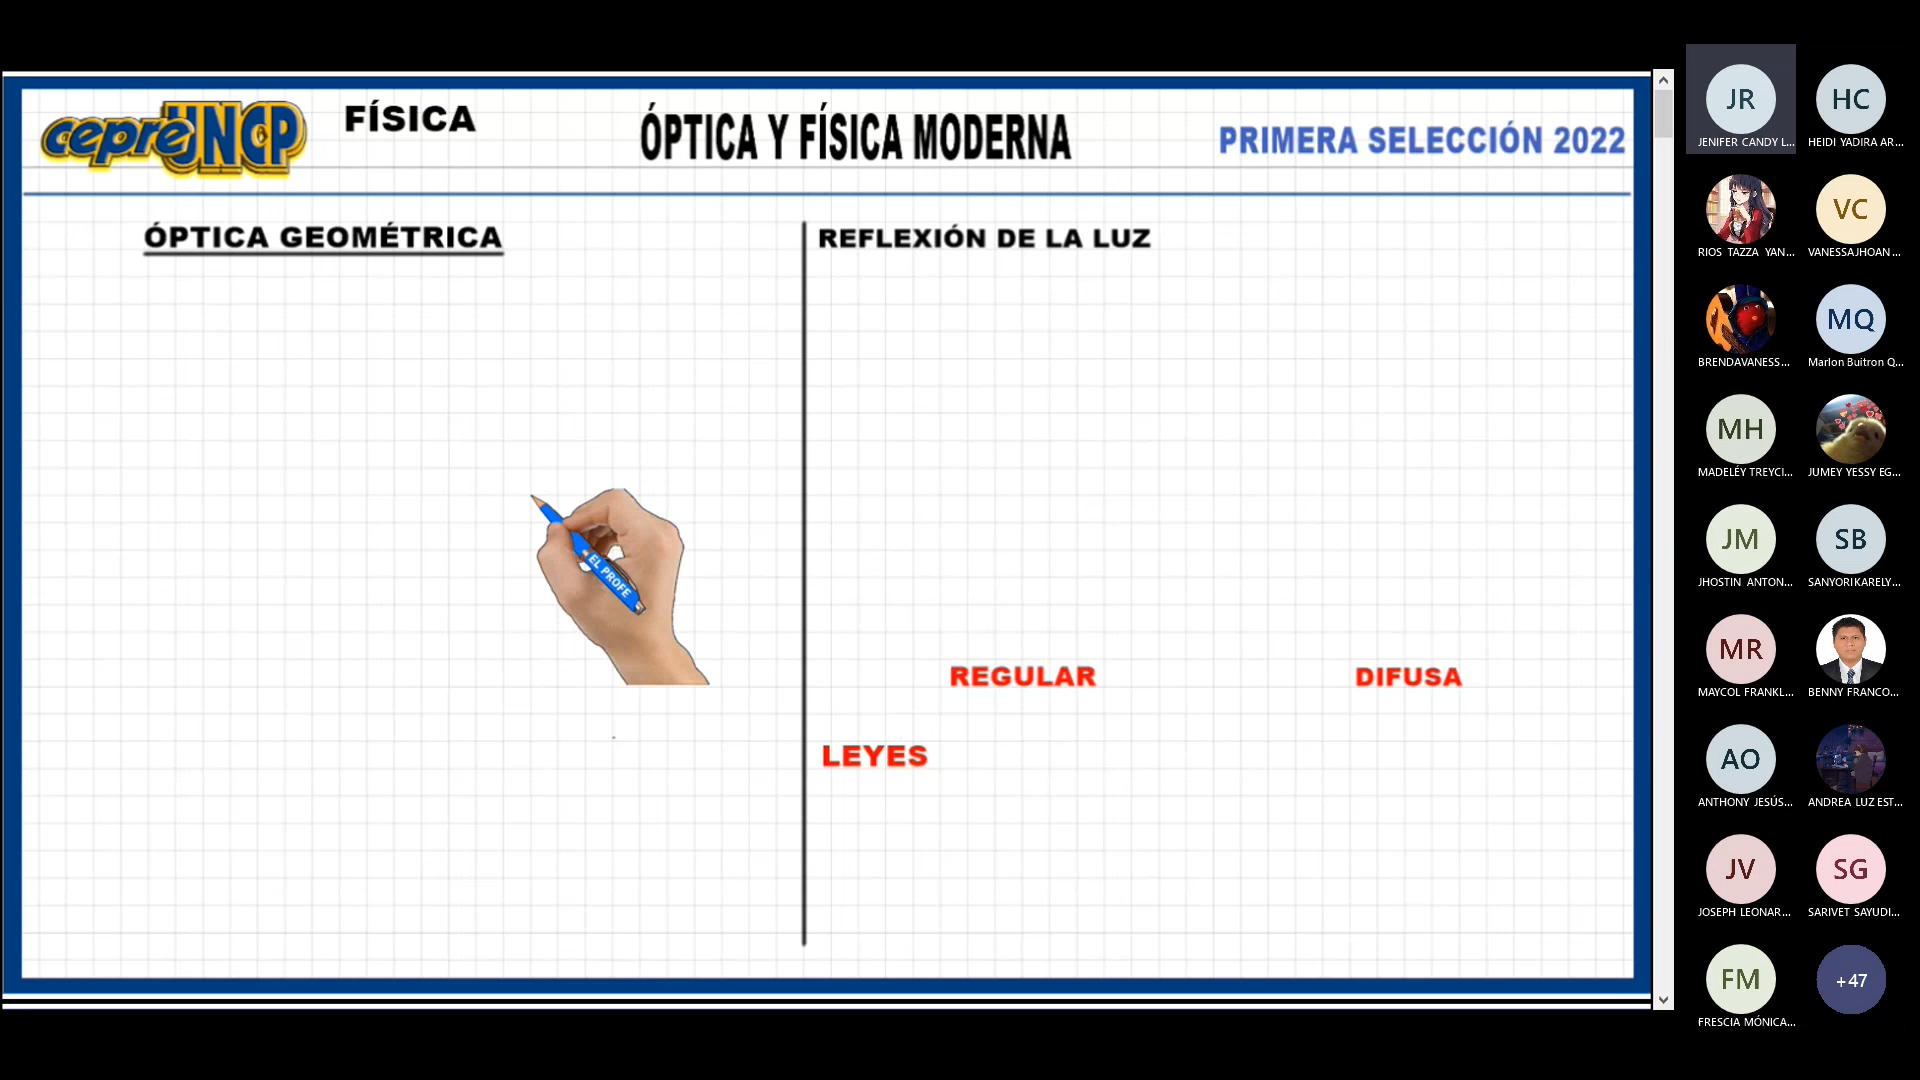 cepre UNCP
FÍSICA
ÓPTICA Y FÍSICA MODERNA
PRIMERA SELECCIÓN 2022
ÓPTICA GEOMÉTRICA
REFLEXIÓN DE LA LUZ
EL PROFE
REGULAR
DIFUSA
LEYES
JR
JENIFER CANDY L...
HC
HEIDI YADIRA AR...
RIOS TAZZA YAN...
VC
VANESSAJHOAN...
BRENDAVANESS...
MQ
Marlon Buitron Q...
MH
MADELÉY TREYCI...
JUMEY YESSY EG...
JM
JHOSTIN ANTON...
SB
SANYORIKARELY...
MR
MAYCOL FRANKL...
BENNY FRANCO...
AO
ANTHONY JESÚS...
ANDREA LUZ EST...
JV
JOSEPH LEONAR...
SG
SARIVET SAYUDI...
FM
FRESCIA MÓNICA...
+47